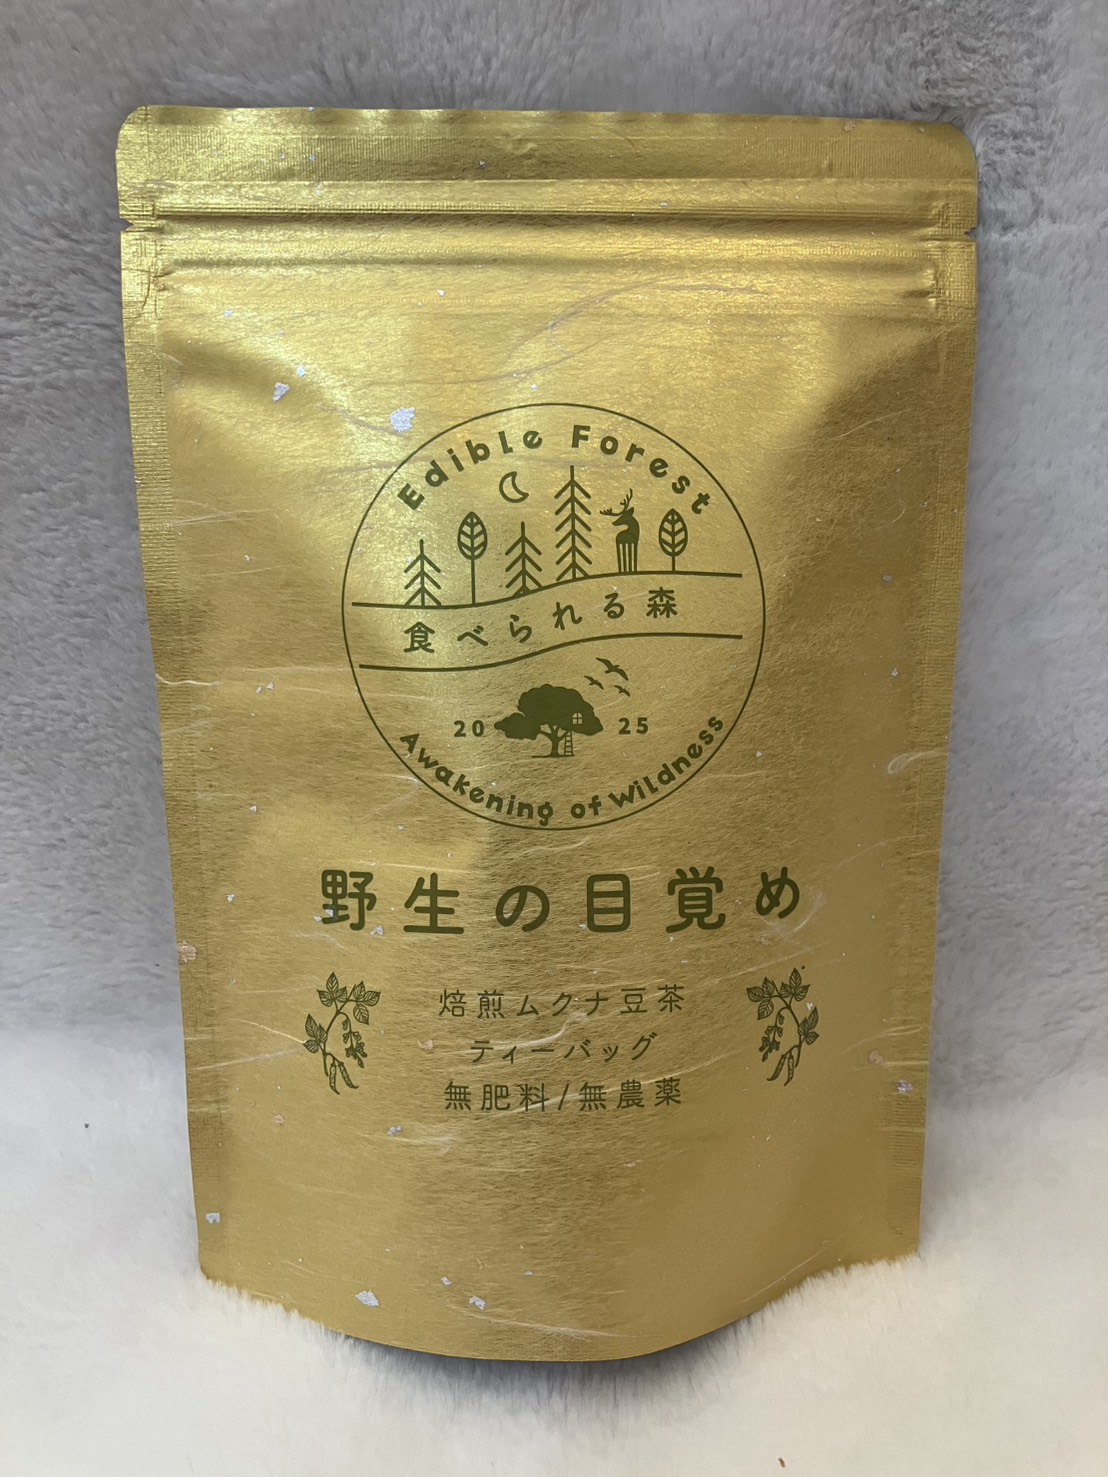 Edible Forest
食べられる森
20 25
Awakening of Wildness
野生の目覚め
焙煎ムクナ豆茶
ティーバッグ
無肥料/無農薬